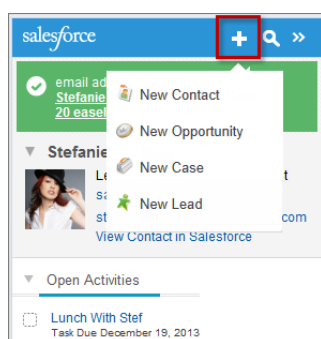 salesforce
email ad
Stefanie
20 easel
New Contact
New Opportunity
New Case
New Lead
Stefanie
Le
t
sa
st
com
View Contact in Salesforce
Open Activities
Lunch With Stef
Task Due December 19, 2013